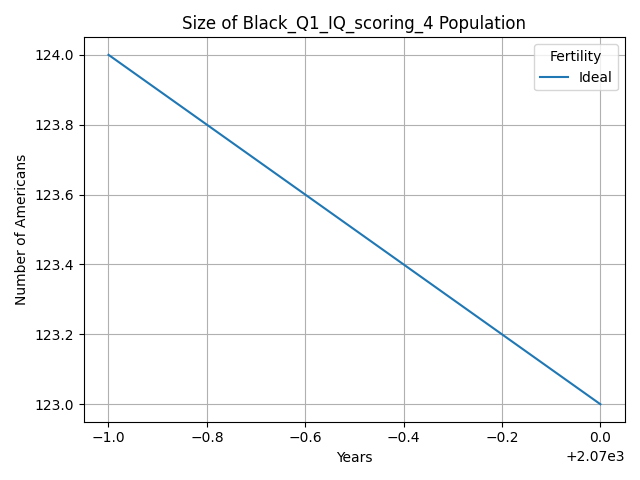 Size of Black_Q1_IQ_scoring_4 Population
Fertility
Ideal
Number of Americans
124.0
123.8
123.6
123.4
123.2
123.0
−1.0 −0.8 −0.6 −0.4 −0.2 0.0
+2.07e3
Years